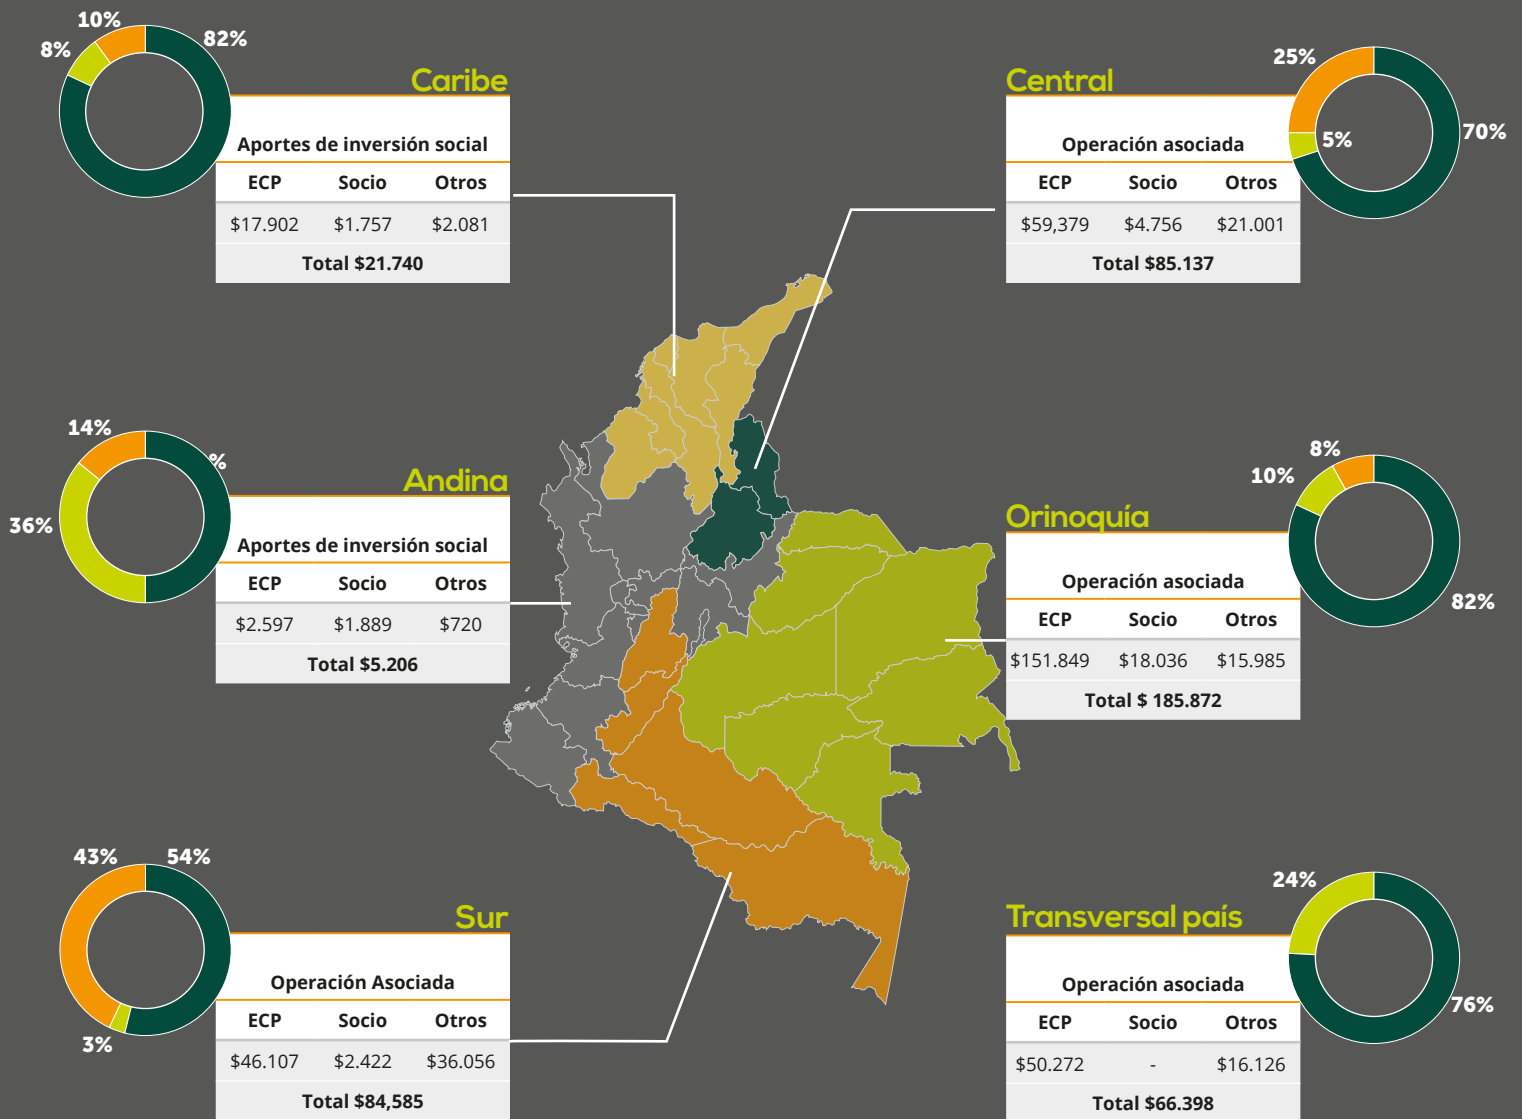 10%
82%
8%
Caribe
Aportes de inversión social
ECP Socio Otros
$17.902 $1.757 $2.081
Total $21.740
25%
Central
70%
5%
Operación asociada
ECP Socio Otros
$59,379 $4.756 $21.001
Total $85.137
14%
%
36%
Andina
Aportes de inversión social
ECP Socio Otros
$2.597 $1.889 $720
Total $5.206
8%
10%
Orinoquía
82%
Operación asociada
ECP Socio Otros
$151.849 $18.036 $15.985
Total $ 185.872
43%
54%
3%
Sur
Operación Asociada
ECP Socio Otros
$46.107 $2.422 $36.056
Total $84,585
24%
Transversal país
76%
Operación asociada
ECP Socio Otros
$50.272 - $16.126
Total $66.398